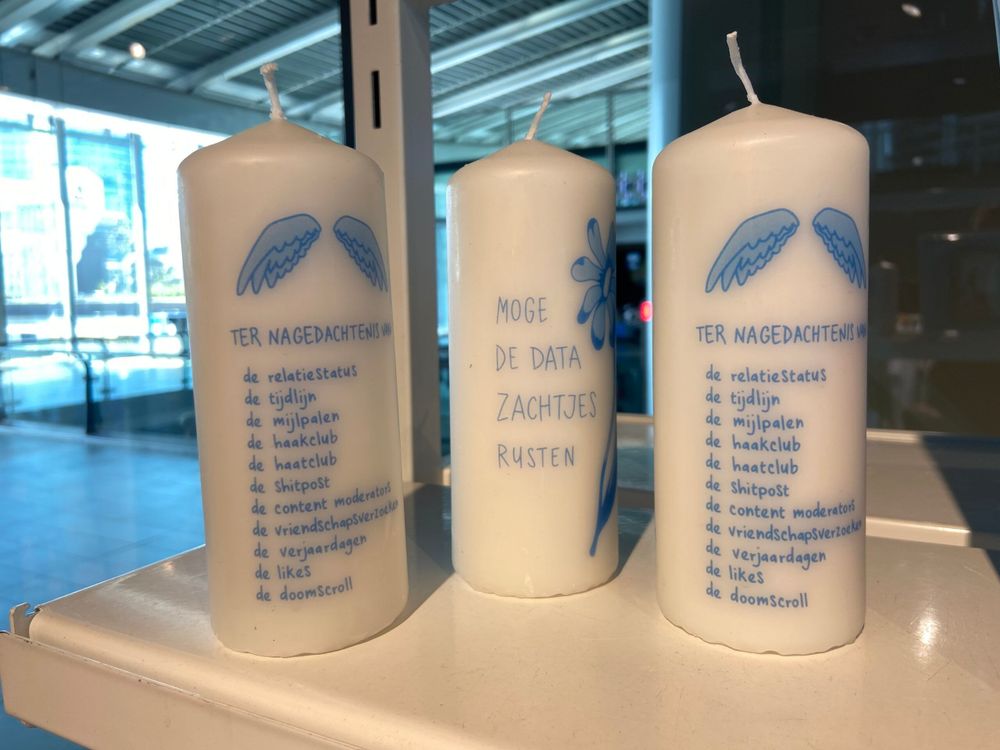 TER NAGEDACHTENIS VAN
de relatiestatus
de tijdlijn
de mijlpalen
de haakclub
de haatclub
de shitpost
de content moderators
de vriendschapsverzoeken
de verjaardagen
de likes
de doomscroll
MOGE
DE DATA
ZACHTJES
RUSTEN
TER NAGEDACHTENIS VAN
de relatiestatus
de tijdlijn
de mijlpalen
de haakclub
de haatclub
de shitpost
de content moderators
de vriendschapsverzoeken
de verjaardagen
de likes
de doomscroll